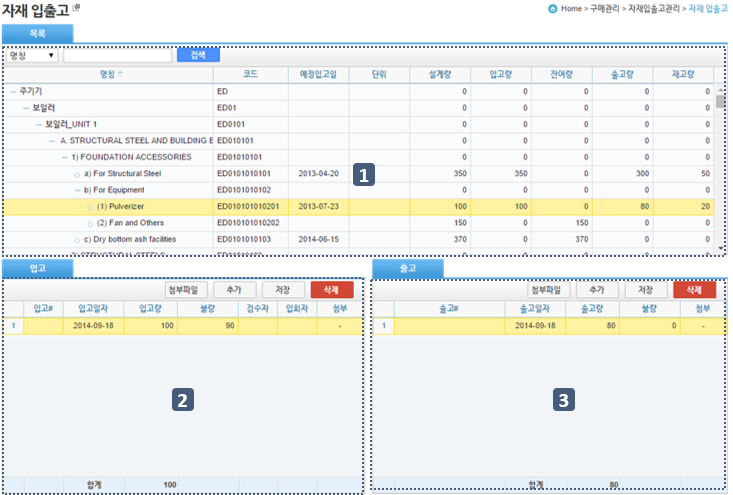 자재 입출고
Home > 구매관리 > 자재입출고관리 > 자재 입출고
목록
명칭 검색
명칭 코드 예정입고일 단위 설계량 입고량 잔여량 출고량 재고량
주기기 ED 0 0 0 0 0
보일러 ED01 0 0 0 0 0
보일러_UNIT 1 ED0101 0 0 0 0 0
A. STRUCTURAL STEEL AND BUILDING E ED010101 0 0 0 0 0
1) FOUNDATION ACCESSORIES ED01010101 0 0 0 0 0
a) For Structural Steel ED0101010101 2013-04-20 350 350 0 300 50
b) For Equipment ED0101010102 0 0 0 0 0
(1) Pulverizer ED010101010201 2013-07-23 100 100 0 80 20
(2) Fan and Others ED010101010202 150 0 150 0 0
c) Dry bottom ash facilities ED0101010103 2014-06-15 370 0 370 0 0
2) STRUCTURAL STEELS ED01010102 0 0 0 0 0
1
입고
첨부파일 추가 저장 삭제
입고# 입고일자 입고량 불량 검수자 입회자 첨부
1 2014-09-18 100 90 -
2
합계 100
출고
첨부파일 추가 저장 삭제
출고# 출고일자 출고량 불량 첨부
1 2014-09-18 80 0 -
3
합계 80